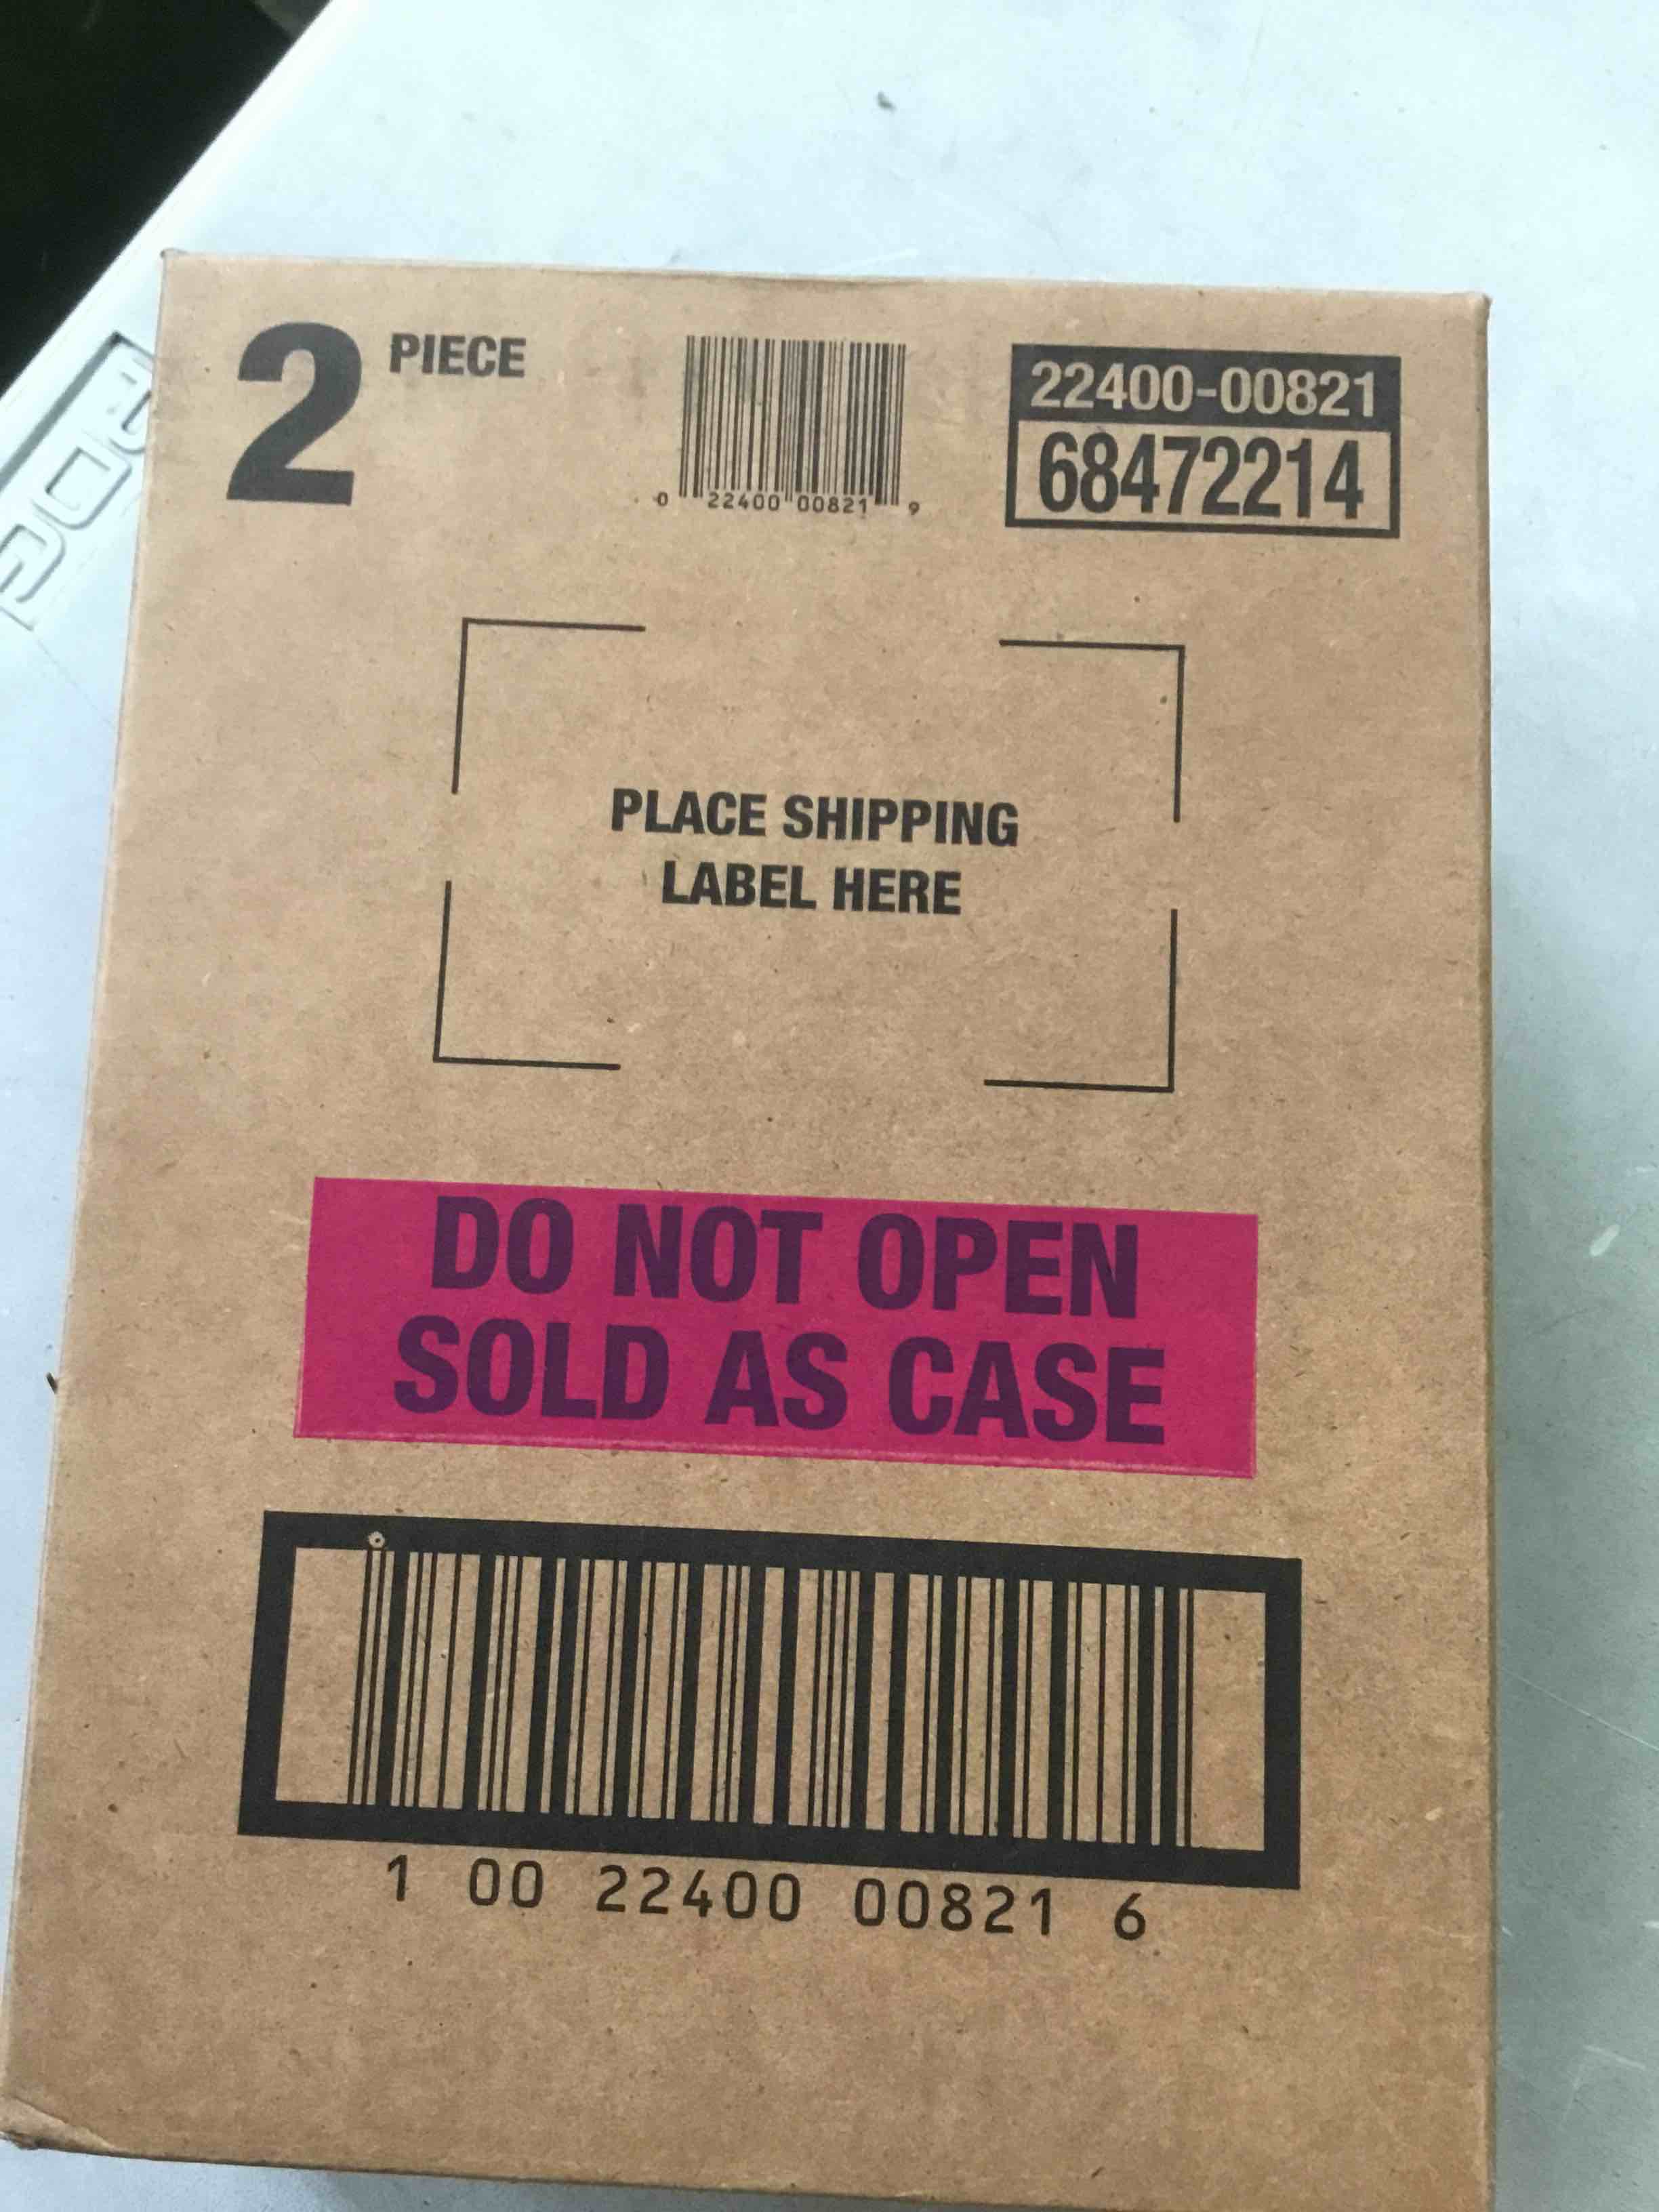 2 PIECE
0 22400 00821 9
22400-00821
68472214
PLACE SHIPPING
LABEL HERE
DO NOT OPEN
SOLD AS CASE
1 00 22400 00821 6